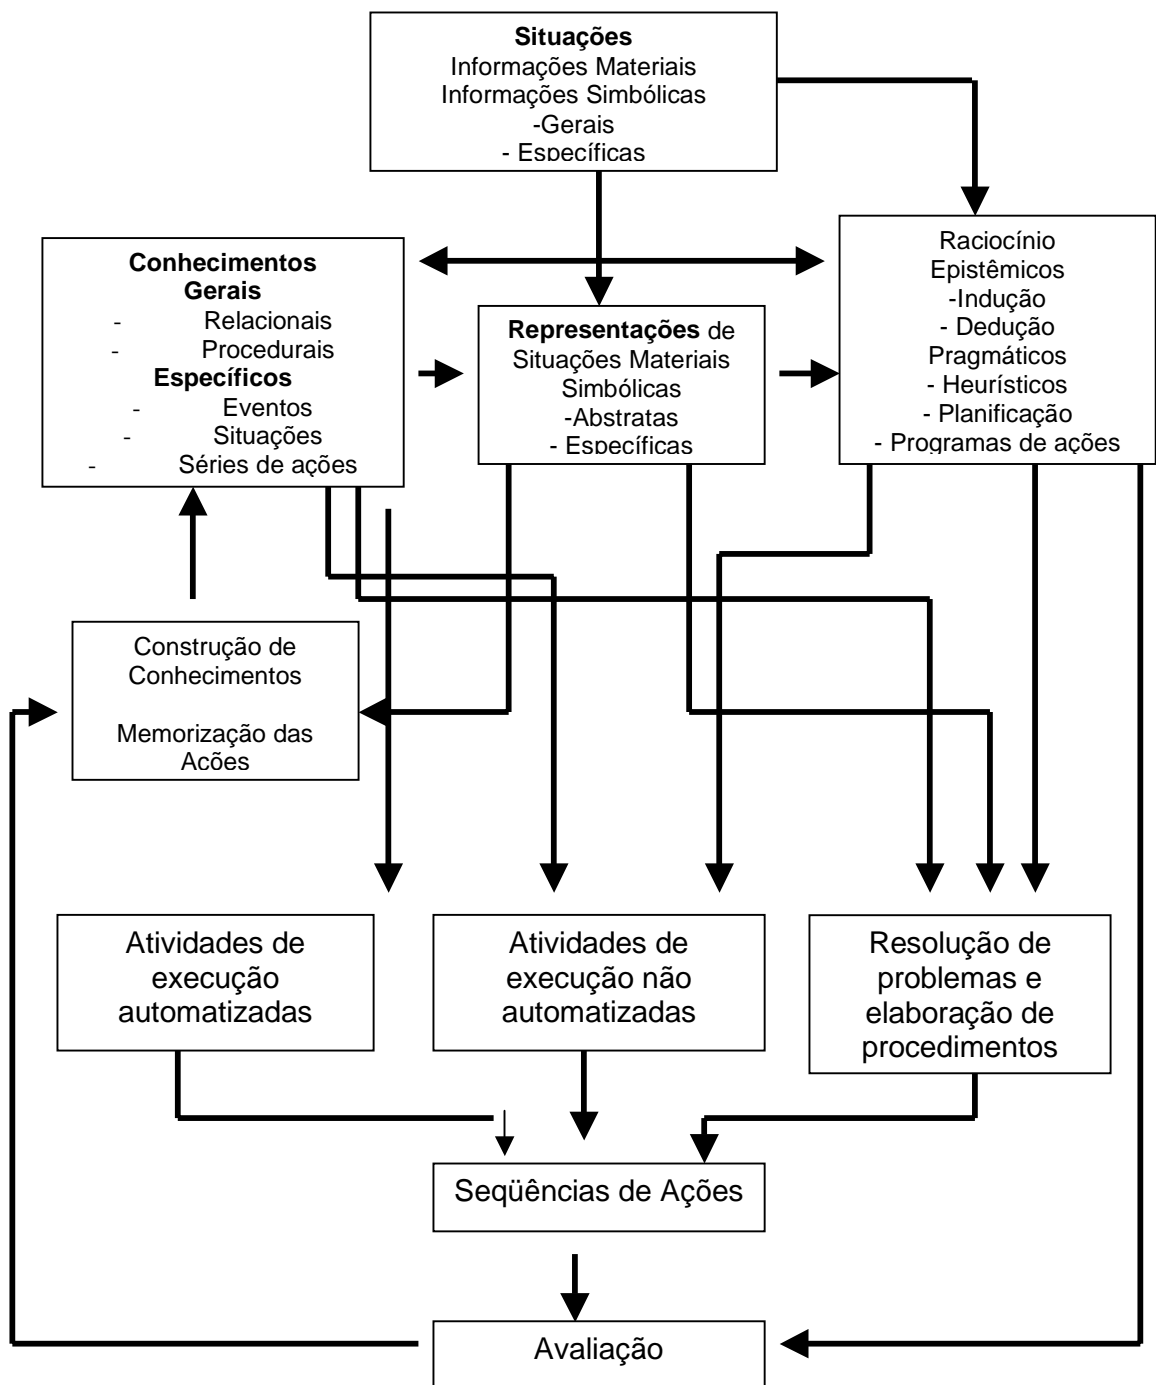 Situações
Informações Materiais
Informações Simbólicas
-Gerais
- Específicas
Conhecimentos
Gerais
- Relacionais
- Procedurais
Específicos
- Eventos
- Situações
- Séries de ações
Representações de
Situações Materiais
Simbólicas
-Abstratas
- Específicas
Raciocínio
Epistêmicos
-Indução
- Dedução
Pragmáticos
- Heurísticos
- Planificação
- Programas de ações
Construção de
Conhecimentos
Memorização das
Ações
Atividades de
execução
automatizadas
Atividades de
execução não
automatizadas
Resolução de
problemas e
elaboração de
procedimentos
Seqüências de Ações
Avaliação